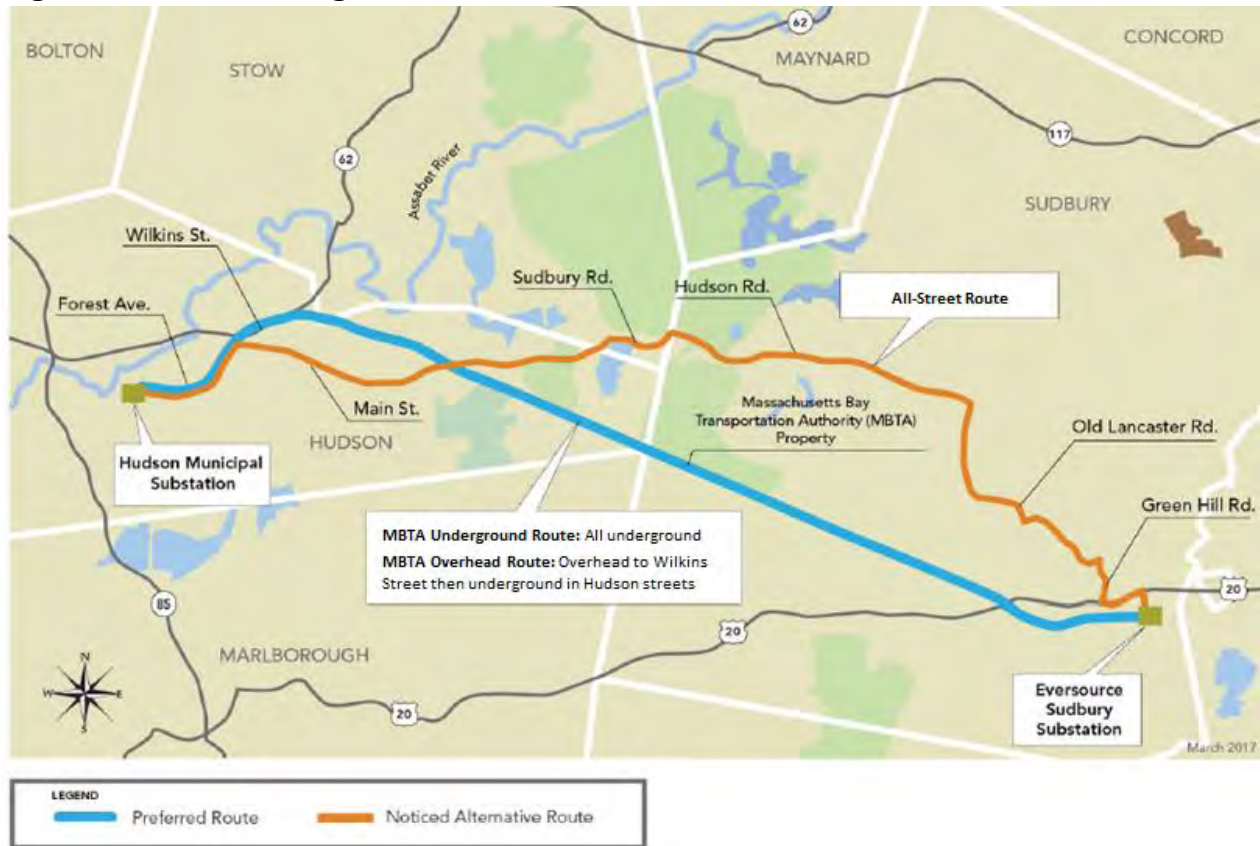 BOLTON
STOW
62
MAYNARD
CONCORD
62
117
Assabet River
SUDBURY
Wilkins St.
Forest Ave.
Sudbury Rd.
Hudson Rd.
All-Street Route
Main St.
HUDSON
Hudson Municipal
Substation
Massachusetts Bay
Transportation Authority (MBTA)
Property
Old Lancaster Rd.
Green Hill Rd.
MBTA Underground Route: All underground
MBTA Overhead Route: Overhead to Wilkins
Street then underground in Hudson streets
85
20
20
MARLBOROUGH
20
N
W
E
S
Eversource
Sudbury
Substation
March 2017
LEGEND
Preferred Route
Noticed Alternative Route